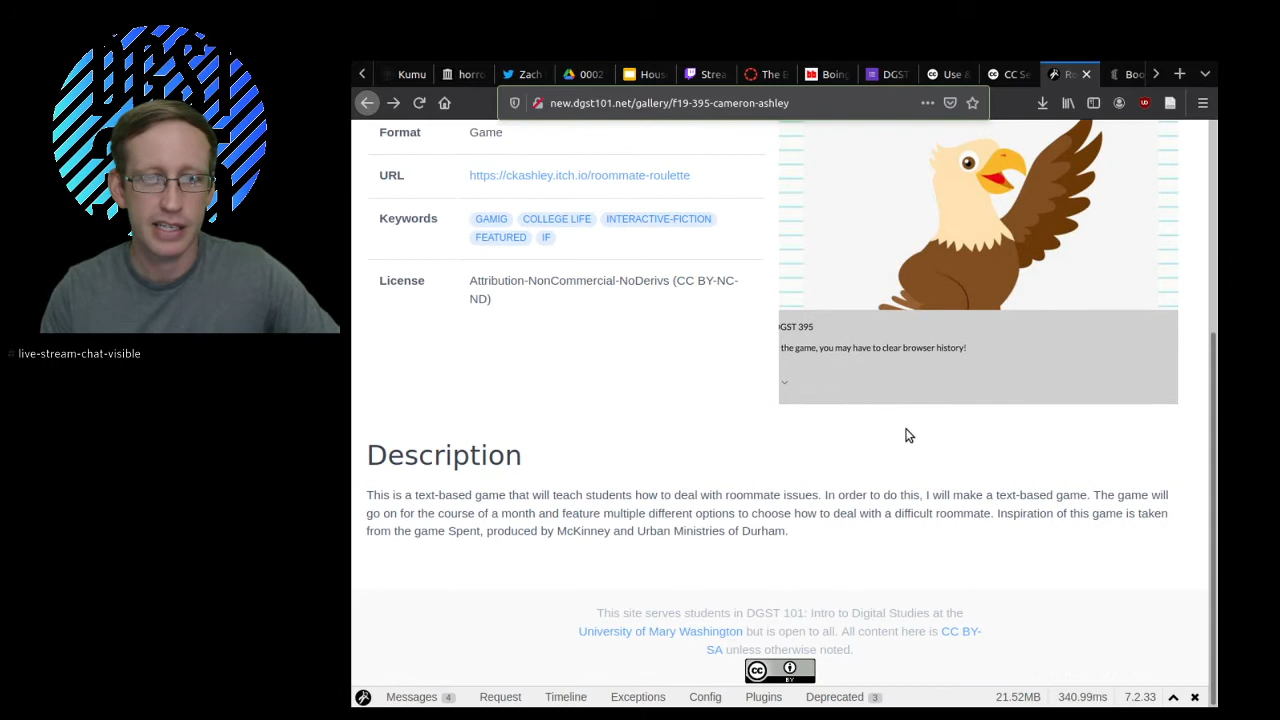 Kumu
horro
Zach
0002
Hous
Strea
The E
Boing
DGST
Use &
CC Se
Ro
Boo
new.dgst101.net/gallery/f19-395-cameron-ashley
Format Game
URL https://ckashley.itch.io/roommate-roulette
Keywords GAMIG COLLEGE LIFE INTERACTIVE-FICTION
FEATURED IF
License Attribution-NonCommercial-NoDerivs (CC BY-NC-
ND)
GST 395
the game, you may have to clear browser history!
# live-stream-chat-visible
Description
This is a text-based game that will teach students how to deal with roommate issues. In order to do this, I will make a text-based game. The game will
go on for the course of a month and feature multiple different options to choose how to deal with a difficult roommate. Inspiration of this game is taken
from the game Spent, produced by McKinney and Urban Ministries of Durham.
This site serves students in DGST 101: Intro to Digital Studies at the
University of Mary Washington but is open to all. All content here is CC BY-
SA unless otherwise noted.
cc BY
Messages 4 Request Timeline Exceptions Config Plugins Deprecated 3 21.52MB 340.99ms 7.2.33